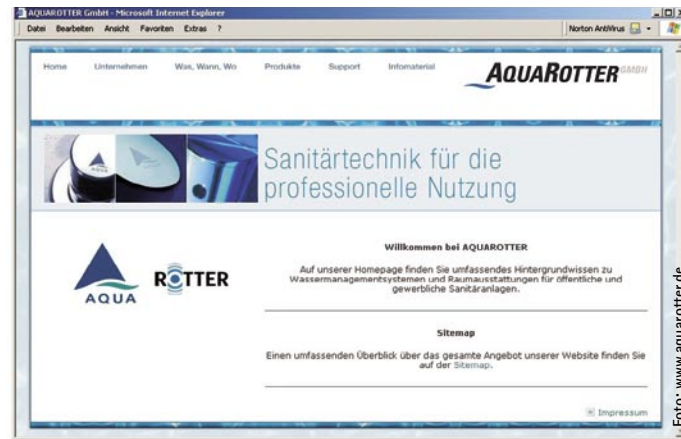 AQUAROTTER GmbH - Microsoft Internet Explorer
Datei Bearbeiten Ansicht Favoriten Extras ?
Norton AntiVirus
Home Unternehmen Was, Wann, Wo Produkte Support Infomaterial
AQUAROTTER GMBH
AQUA
Sanitärtechnik für die
professionelle Nutzung
AQUA
ROTTER
Willkommen bei AQUAROTTER
Auf unserer Homepage finden Sie umfassendes Hintergrundwissen zu
Wassermanagementsystemen und Raumausstattungen für öffentliche und
gewerbliche Sanitäranlagen.
Sitemap
Einen umfassenden Überblick über das gesamte Angebot unserer Website finden Sie
auf der Sitemap.
Impressum
Foto: www.aquarotter.de